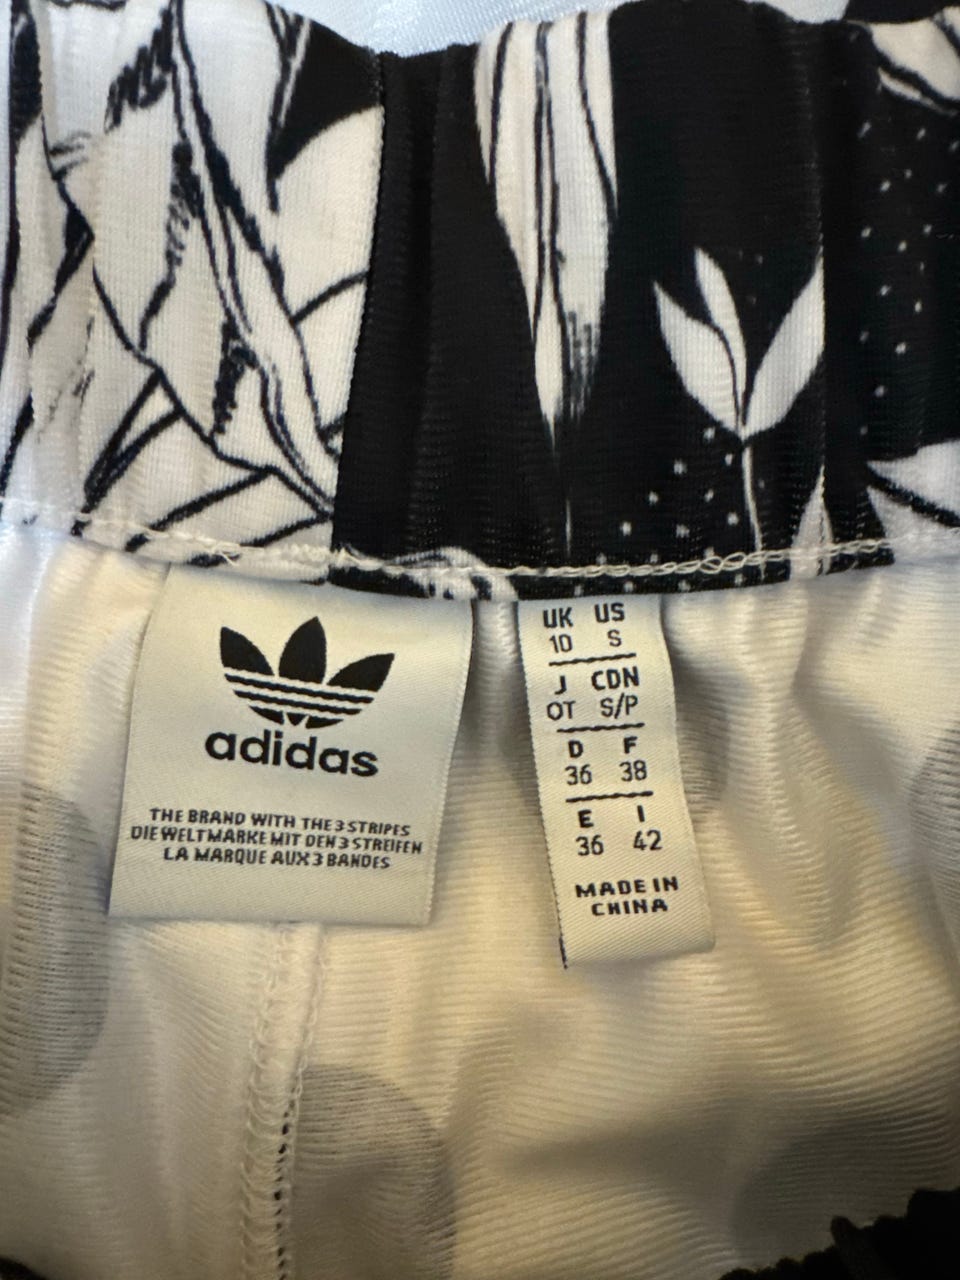 adidas
THE BRAND WITH THE 3 STRIPES
DIE WELTMARKE MIT DEN 3 STREIFEN
LA MARQUE AUX 3 BANDES
UK US
10 S
J CDN
OT S/P
D F
36 38
E I
36 42
MADE IN
CHINA